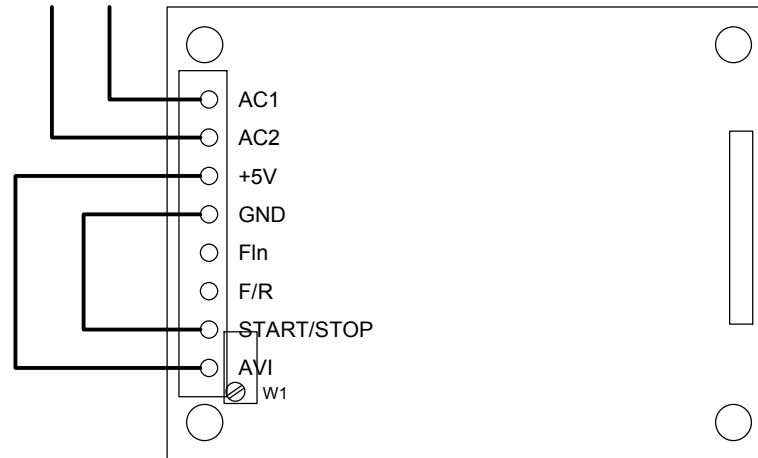 AC1
AC2
+5V
GND
FIn
F/R
START/STOP
AVI
W1